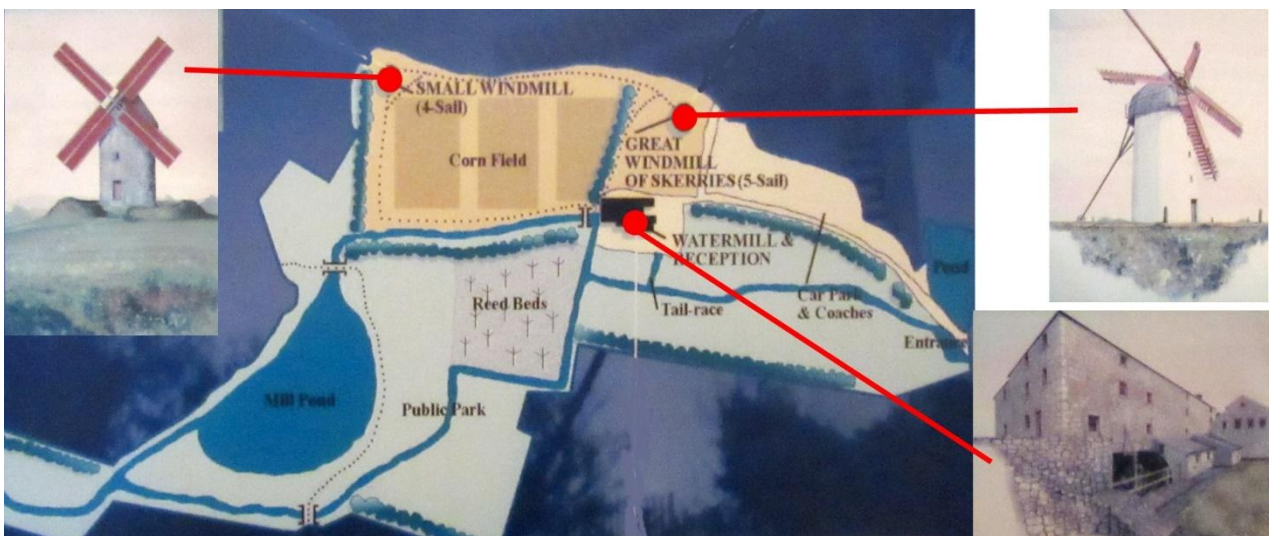 SMALL WINDMILL
(4-Sail)
Corn Field
GREAT
WINDMILL
OF SKERRIES (5-Sail)
WATERMILL &
RECEPTION
Reed Beds
Tail-race
Car Park
& Coaches
Pond
Entrance
Mill Pond
Public Park